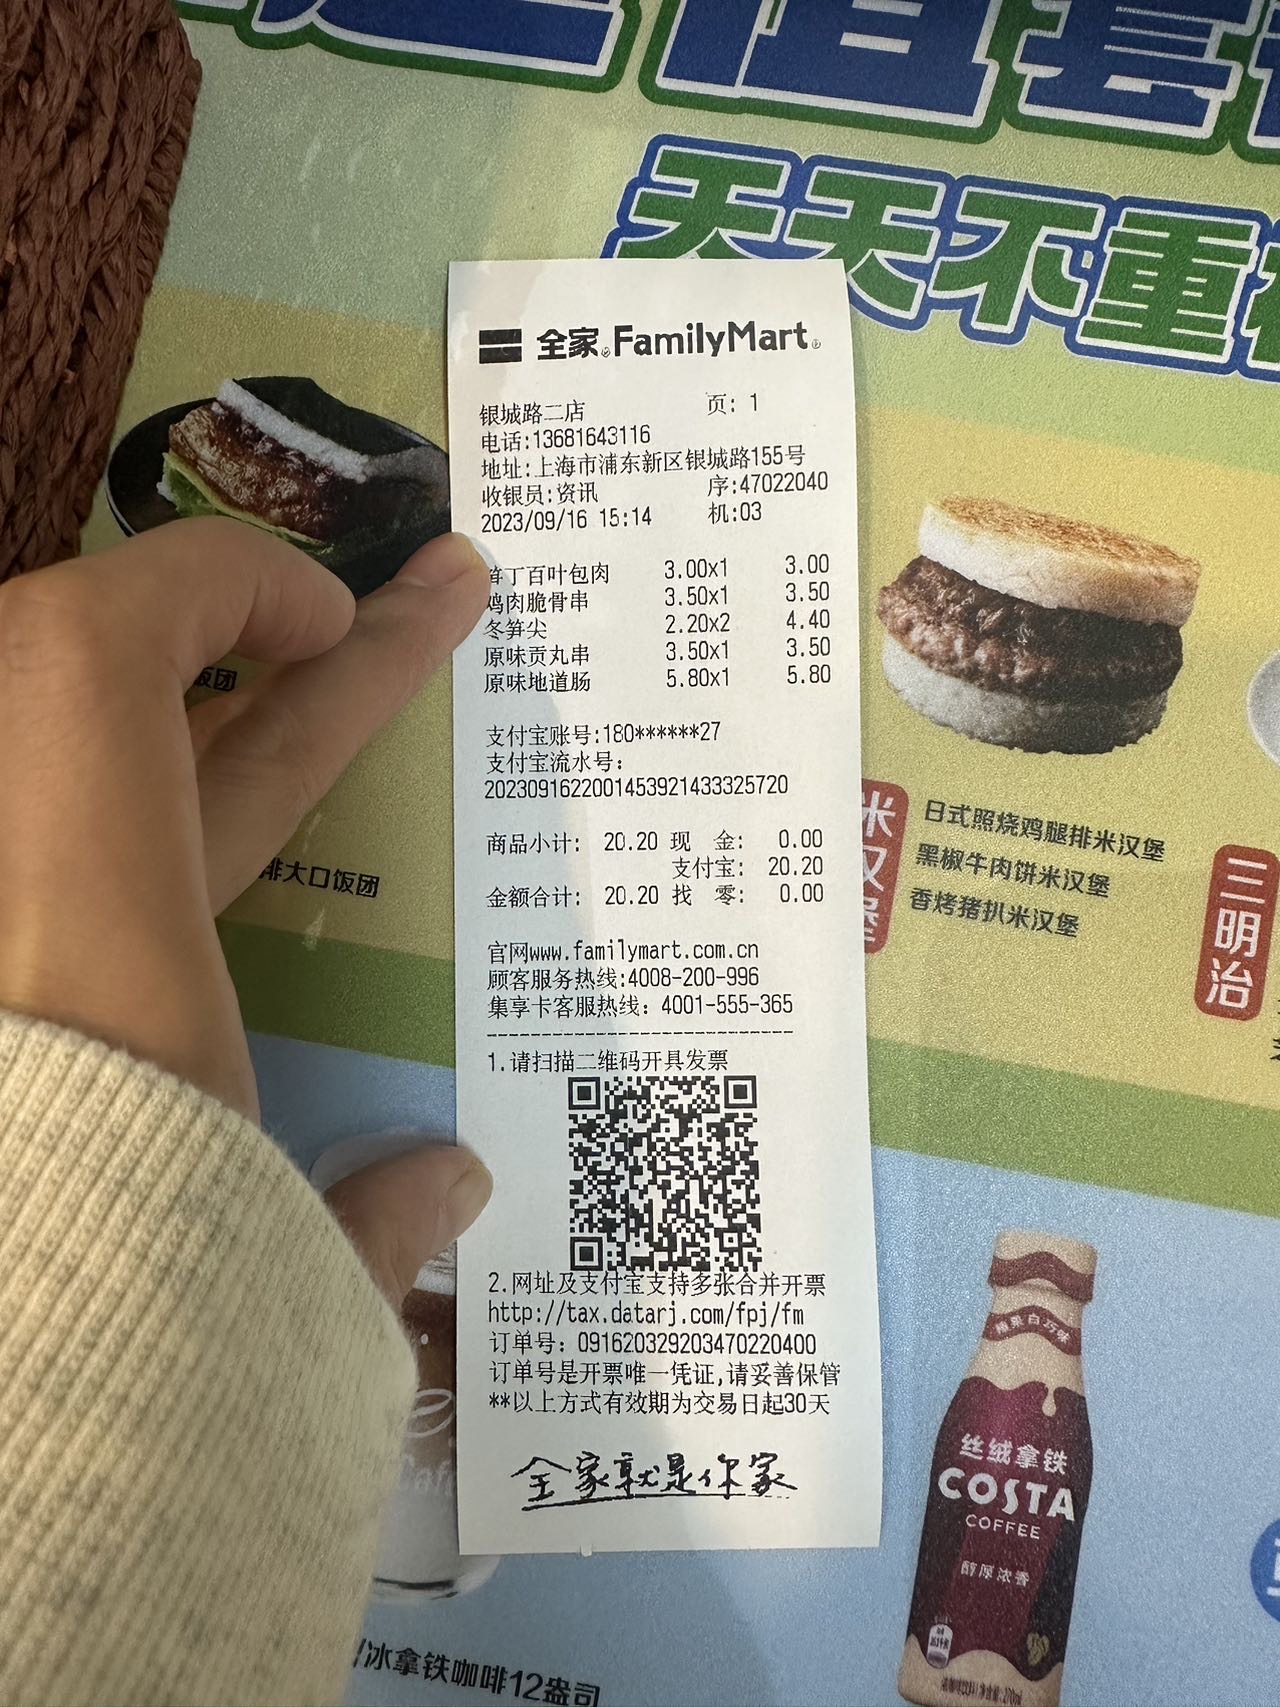 天天不重
全家 FamilyMart
银城路二店 页: 1
电话:13681643116
地址:上海市浦东新区银城路155号
收银员:资讯 序:47022040
2023/09/16 15:14 机:03
笋丁百叶包肉 3.00x1 3.00
鸡肉脆骨串 3.50x1 3.50
冬笋尖 2.20x2 4.40
原味贡丸串 3.50x1 3.50
原味地道肠 5.80x1 5.80
支付宝账号:180******27
支付宝流水号:
2023091622001453921433325720
商品小计: 20.20 现 金: 0.00
支付宝: 20.20
金额合计: 20.20 找 零: 0.00
官网www.familymart.com.cn
顾客服务热线:4008-200-996
集享卡客服热线: 4001-555-365
1.请扫描二维码开具发票
2.网址及支付宝支持多张合并开票
http://tax.datarj.com/fpj/fm
订单号: 091620329203470220400
订单号是开票唯一凭证,请妥善保管
**以上方式有效期为交易日起30天
全家就是你家
饭团
排大口饭团
米汉堡
日式照烧鸡腿排米汉堡
黑椒牛肉饼米汉堡
香烤猪扒米汉堡
三明治
榛果白巧味
丝绒拿铁
COSTA
COFFEE
醇厚浓香
冰拿铁咖啡12盎司